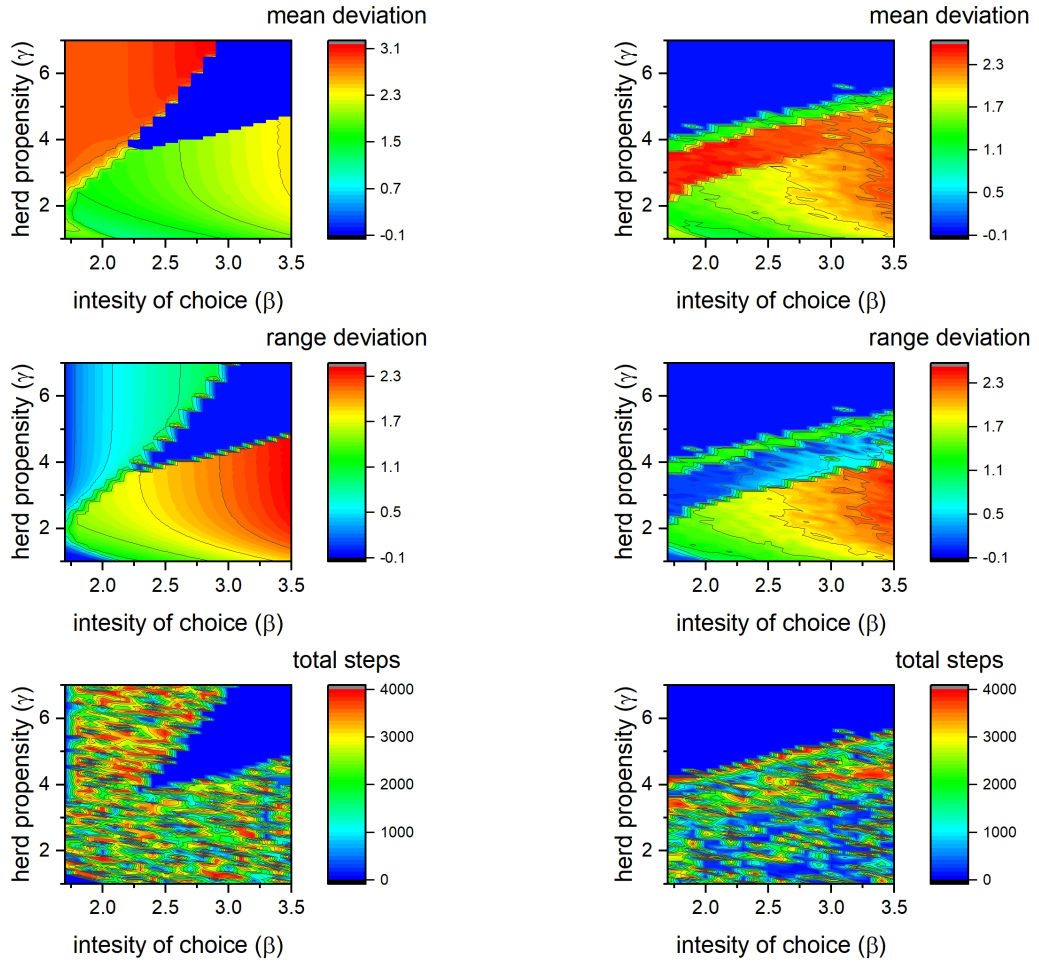 mean deviation
herd propensity (γ)
6
4
2
2.0 2.5 3.0 3.5
intesity of choice (β)
3.1
2.3
1.5
0.7
-0.1
mean deviation
herd propensity (γ)
6
4
2
2.0 2.5 3.0 3.5
intesity of choice (β)
2.3
1.7
1.1
0.5
-0.1
range deviation
herd propensity (γ)
6
4
2
2.0 2.5 3.0 3.5
intesity of choice (β)
2.3
1.7
1.1
0.5
-0.1
range deviation
herd propensity (γ)
6
4
2
2.0 2.5 3.0 3.5
intesity of choice (β)
2.3
1.7
1.1
0.5
-0.1
total steps
herd propensity (γ)
6
4
2
2.0 2.5 3.0 3.5
intesity of choice (β)
4000
3000
2000
1000
0
total steps
herd propensity (γ)
6
4
2
2.0 2.5 3.0 3.5
intesity of choice (β)
4000
3000
2000
1000
0